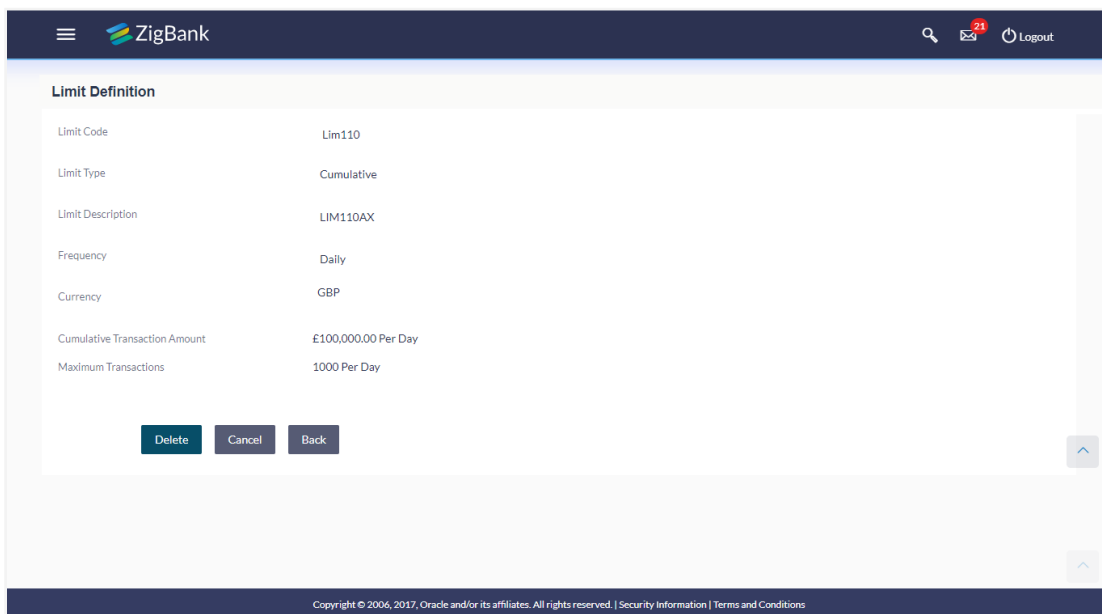 ZigBank
21
Logout
Limit Definition
Limit Code Lim110
Limit Type Cumulative
Limit Description LIM110AX
Frequency Daily
Currency GBP
Cumulative Transaction Amount £100,000.00 Per Day
Maximum Transactions 1000 Per Day
Delete Cancel Back
Copyright © 2006, 2017, Oracle and/or its affiliates. All rights reserved. | Security Information | Terms and Conditions